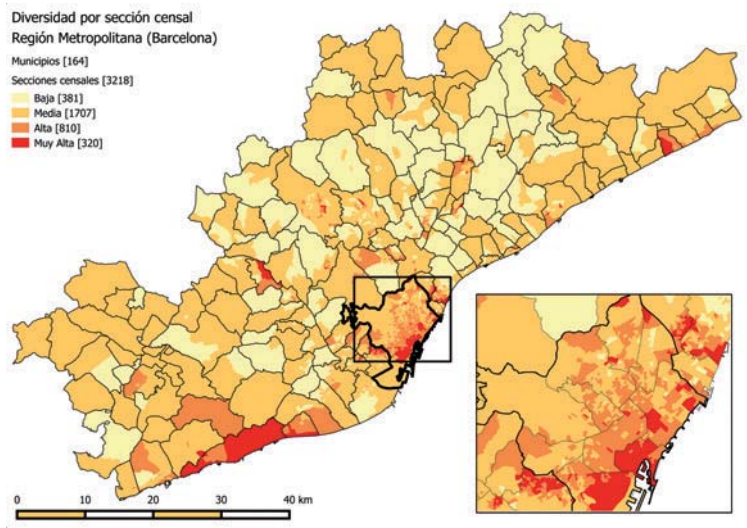 Diversidad por sección censal
Región Metropolitana (Barcelona)
Municipios [164]
Secciones censales [3218]
Baja [381]
Media [1707]
Alta [810]
Muy Alta [320]
0 10 20 30 40 km